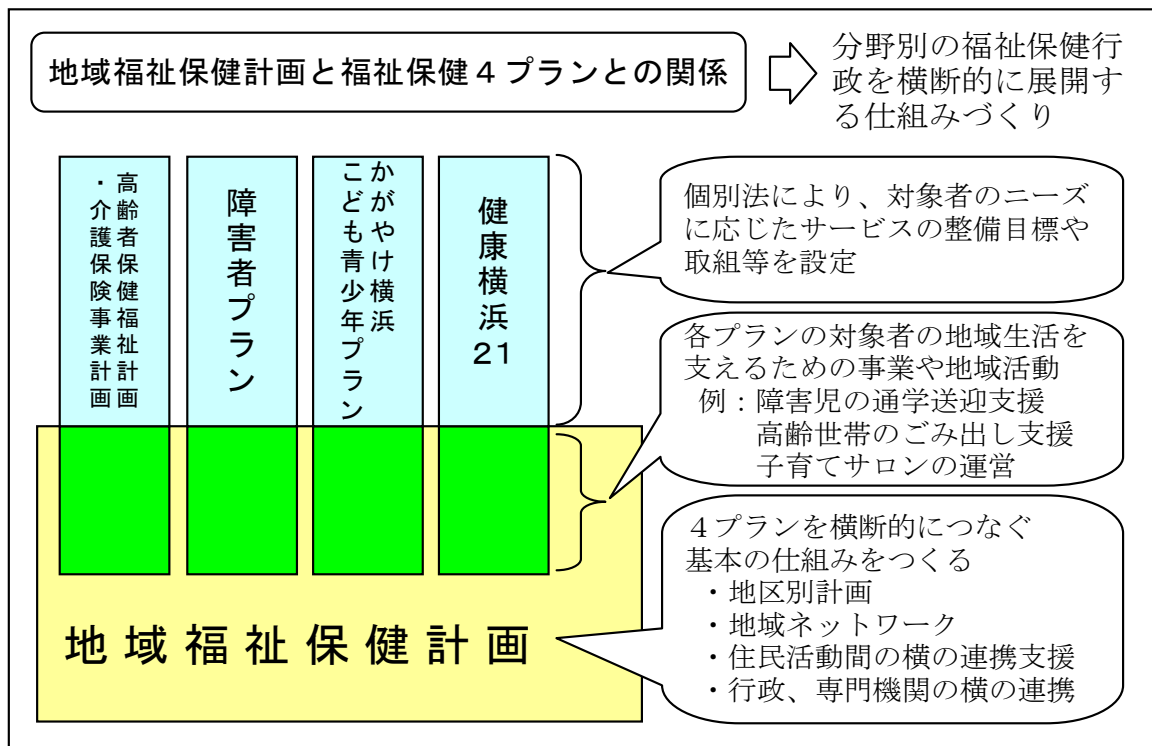 地域福祉保健計画と福祉保健４プランとの関係
分野別の福祉保健行
政を横断的に展開す
る仕組みづくり
高齢者保健福祉計画
・介護保険事業計画
障害者プラン
かがやけ横浜
こども青少年プラン
健康横浜21
個別法により、対象者のニーズ
に応じたサービスの整備目標や
取組等を設定
各プランの対象者の地域生活を
支えるための事業や地域活動
例：障害児の通学送迎支援
高齢世帯のごみ出し支援
子育てサロンの運営
４プランを横断的につなぐ
基本の仕組みをつくる
・地区別計画
・地域ネットワーク
・住民活動間の横の連携支援
・行政、専門機関の横の連携
地域福祉保健計画